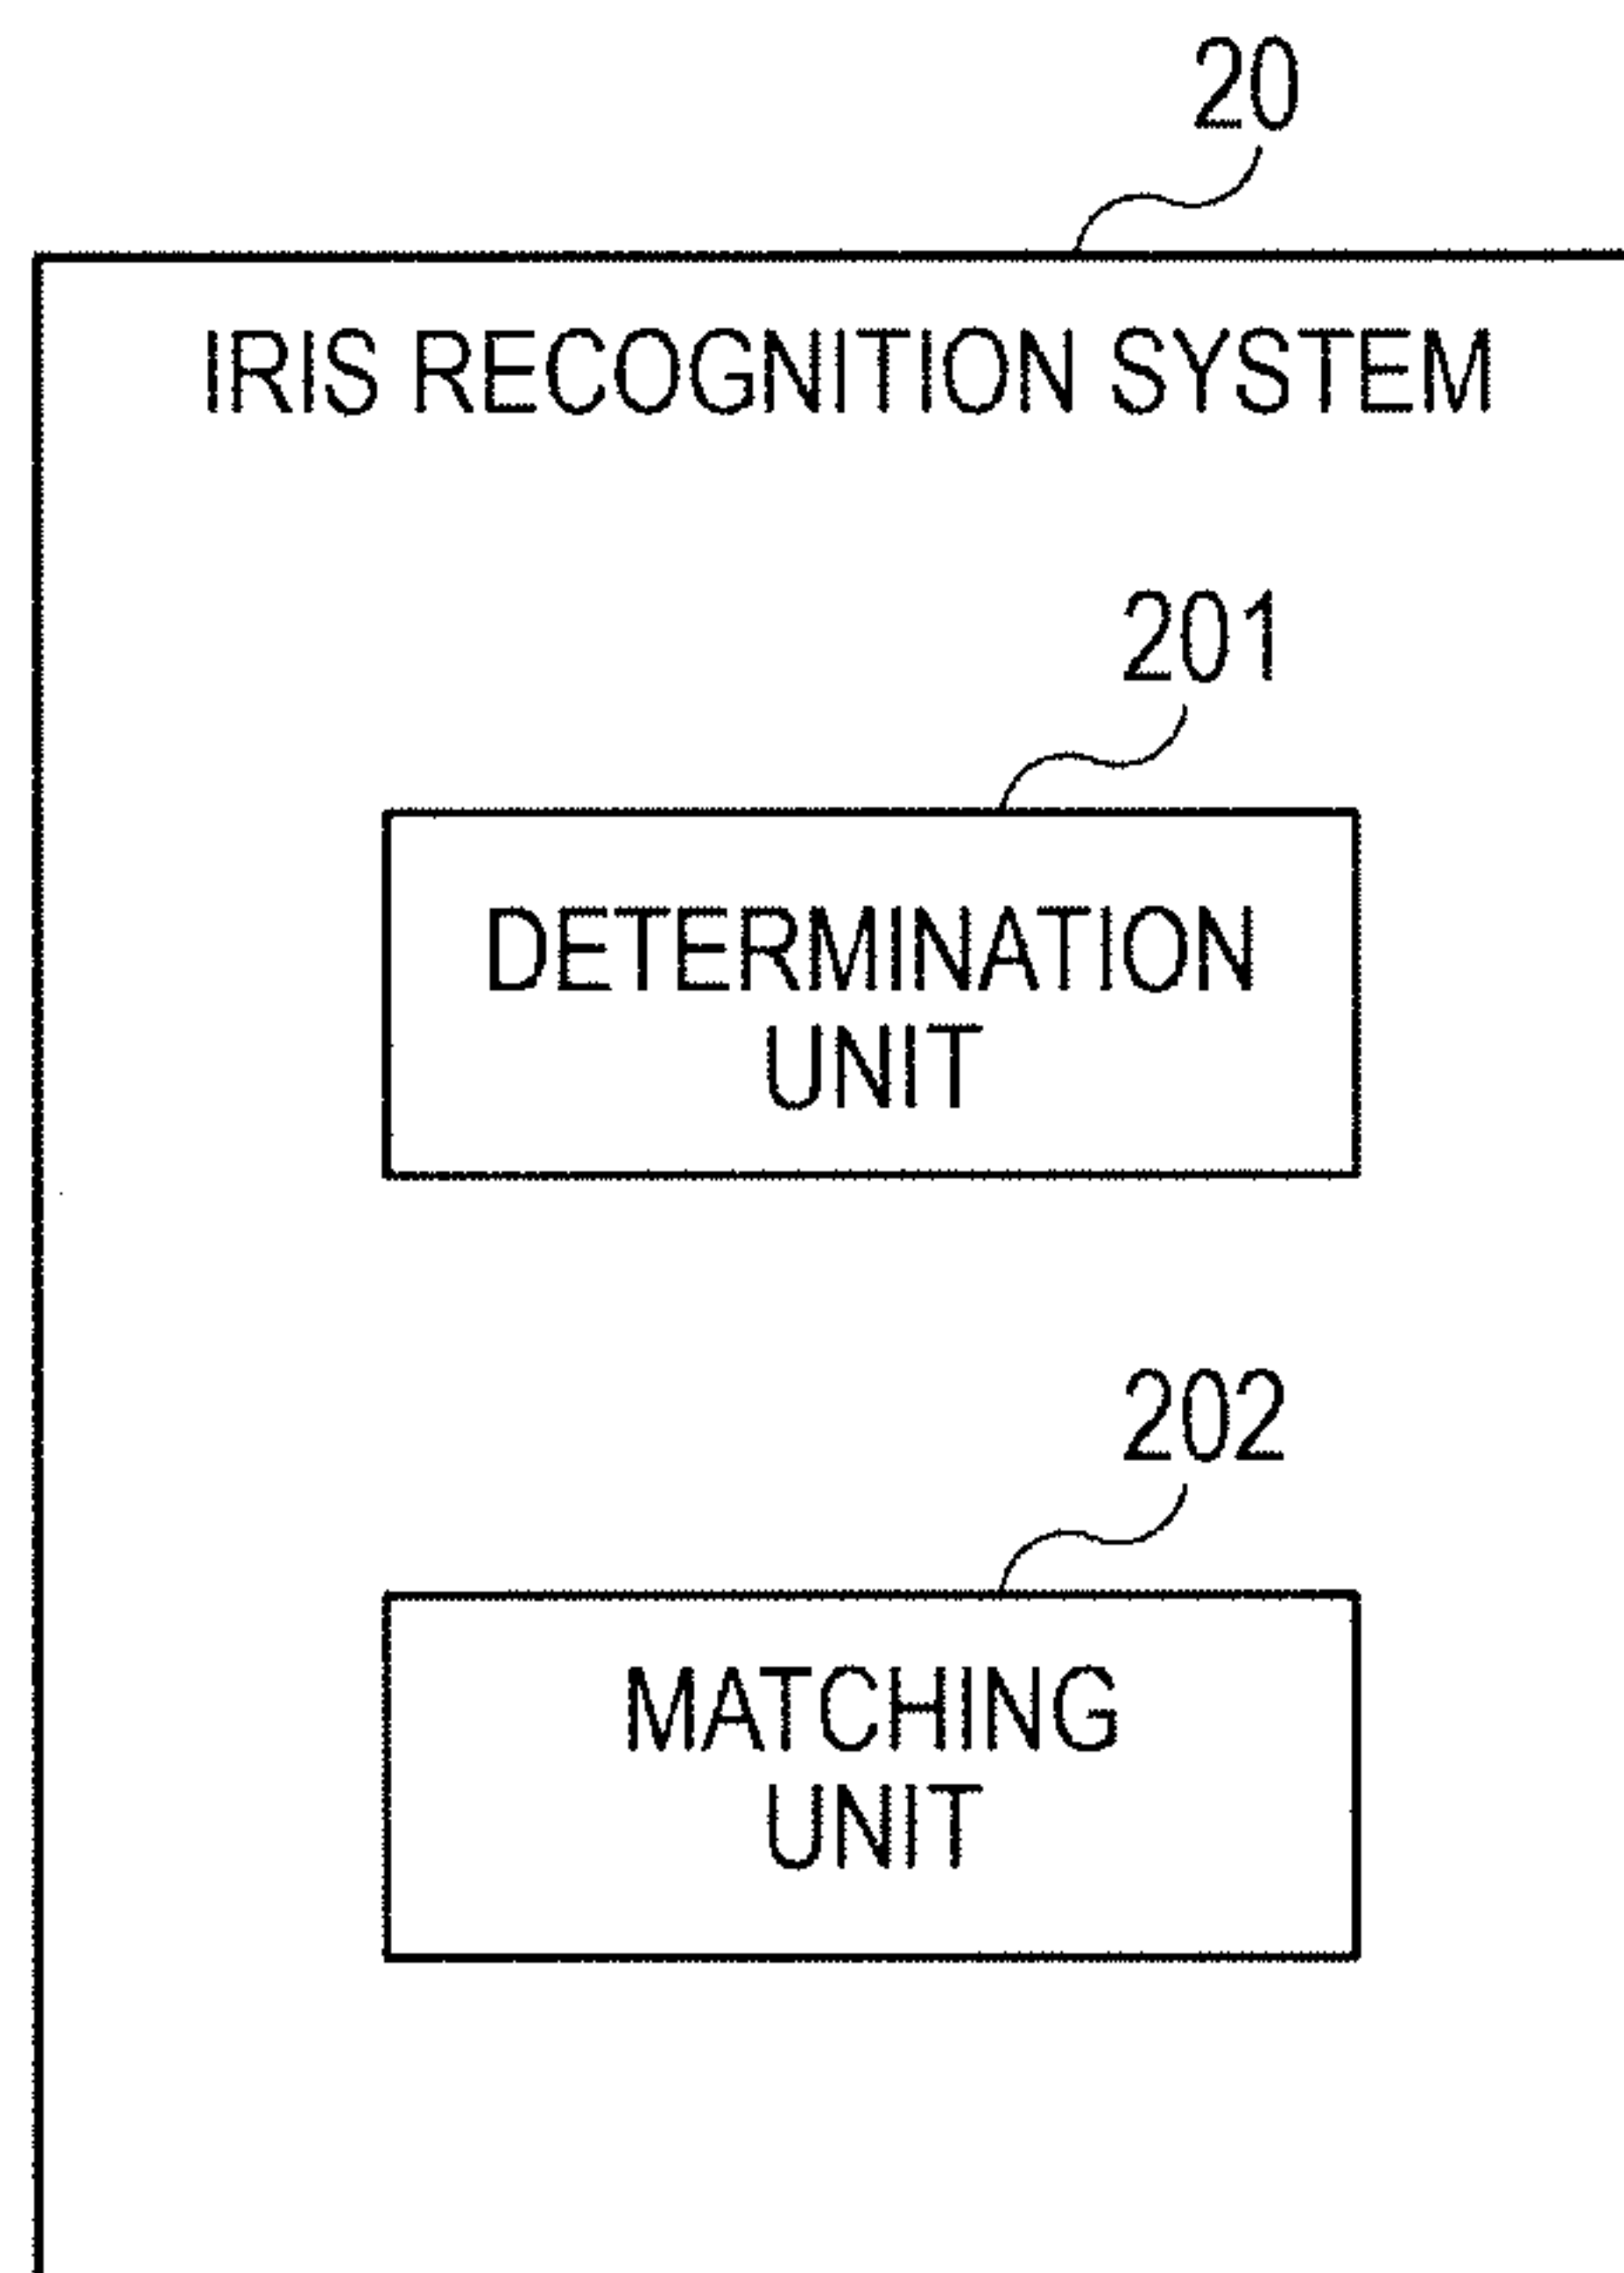 20
IRIS RECOGNITION SYSTEM
201
DETERMINATION
UNIT
202
MATCHING
UNIT